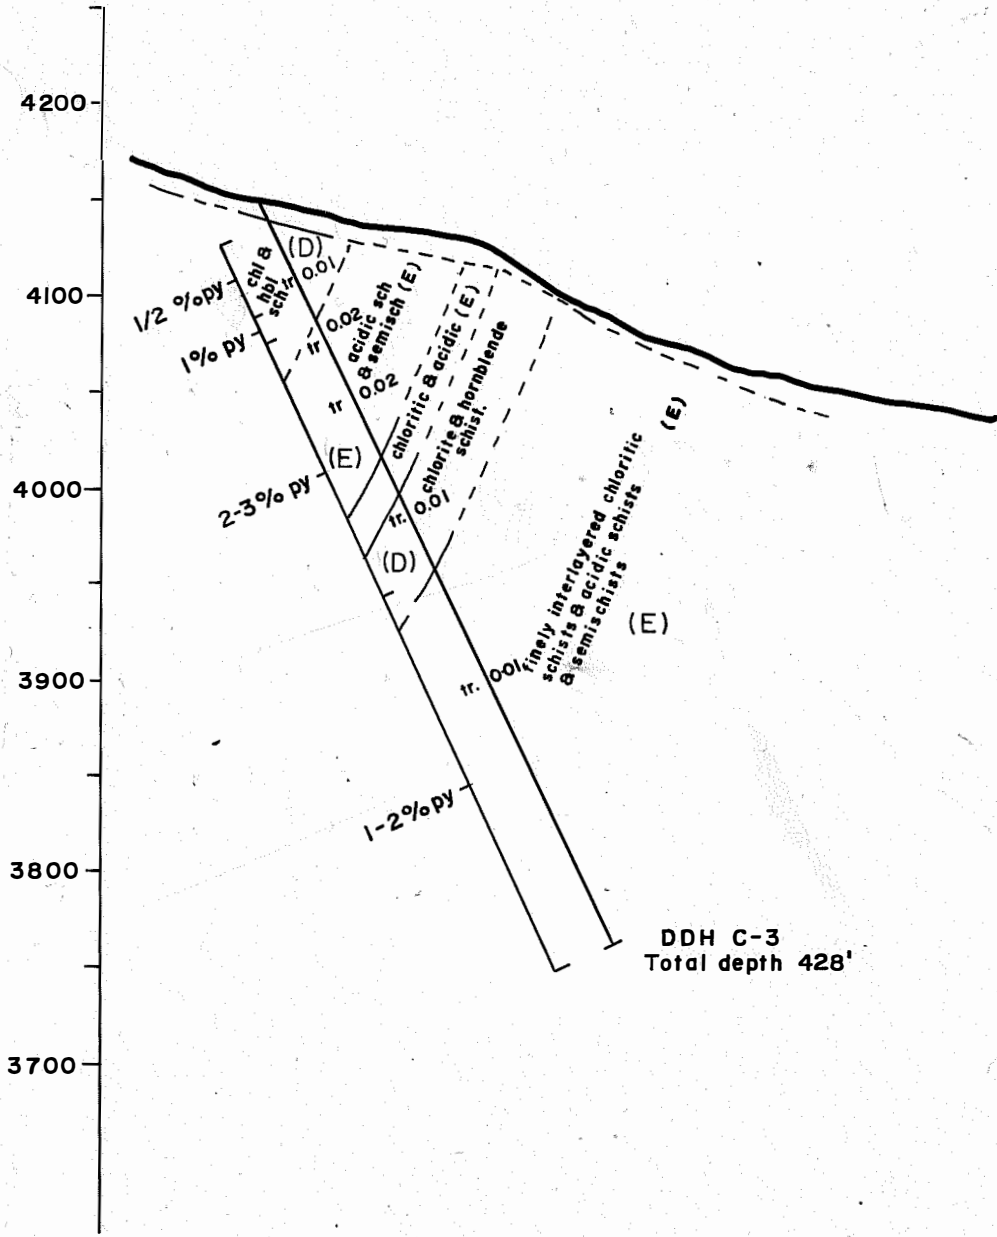 4200
4100
4000
3900
3800
3700
1/2 %py
1% py
2-3% py
1-2% py
chl &
hbl
sch.
(D)
tr 0.01
tr 0.02
acidic sch
& semisch (E)
tr 0.02
(E)
chloritic & acidic (E)
chlorite & hornblende
schist.
tr. 0.01
(D)
finely interlayered chloritic (E)
schists & acidic schists
& semischists
(E)
tr. 0.01
DDH C-3
Total depth 428'